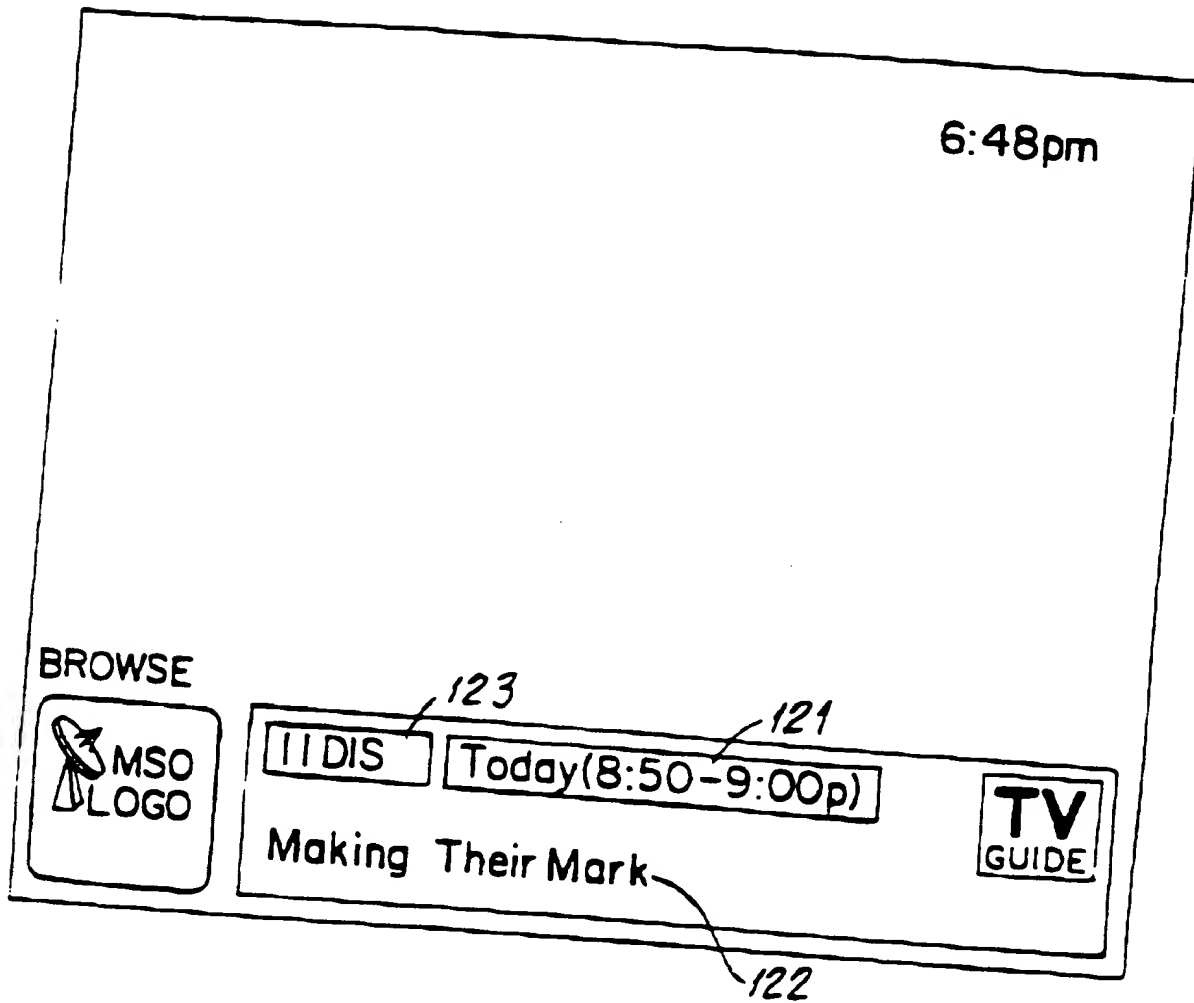 6:48pm
BROWSE
MSO
LOGO
123
121
11 DIS
Today(8:50-9:00p)
TV
GUIDE
Making Their Mark
122